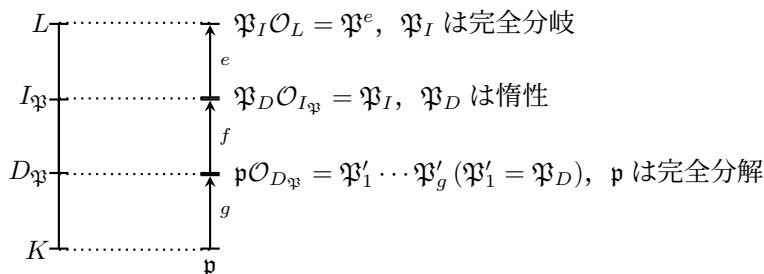 L 𝔓_I𝒪_L = 𝔓^e, 𝔓_I は完全分岐
e
I_𝔓 𝔓_D𝒪_{I_𝔓} = 𝔓_I, 𝔓_D は惰性
f
D_𝔓 𝔭𝒪_{D_𝔓} = 𝔓′_1 ⋯ 𝔓′_g (𝔓′_1 = 𝔓_D), 𝔭 は完全分解
g
K
𝔭